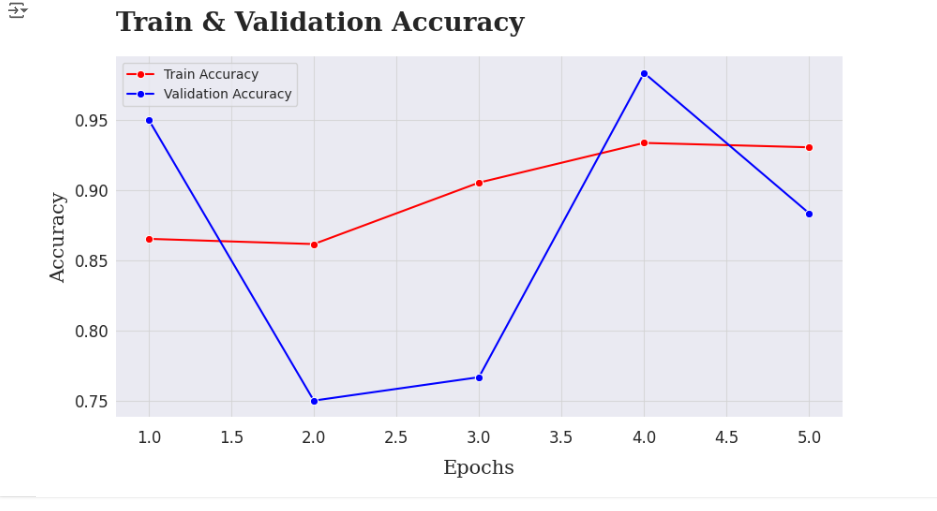 Train & Validation Accuracy
Train Accuracy
Validation Accuracy
0.95
0.90
0.85
0.80
0.75
Accuracy
1.0 1.5 2.0 2.5 3.0 3.5 4.0 4.5 5.0
Epochs